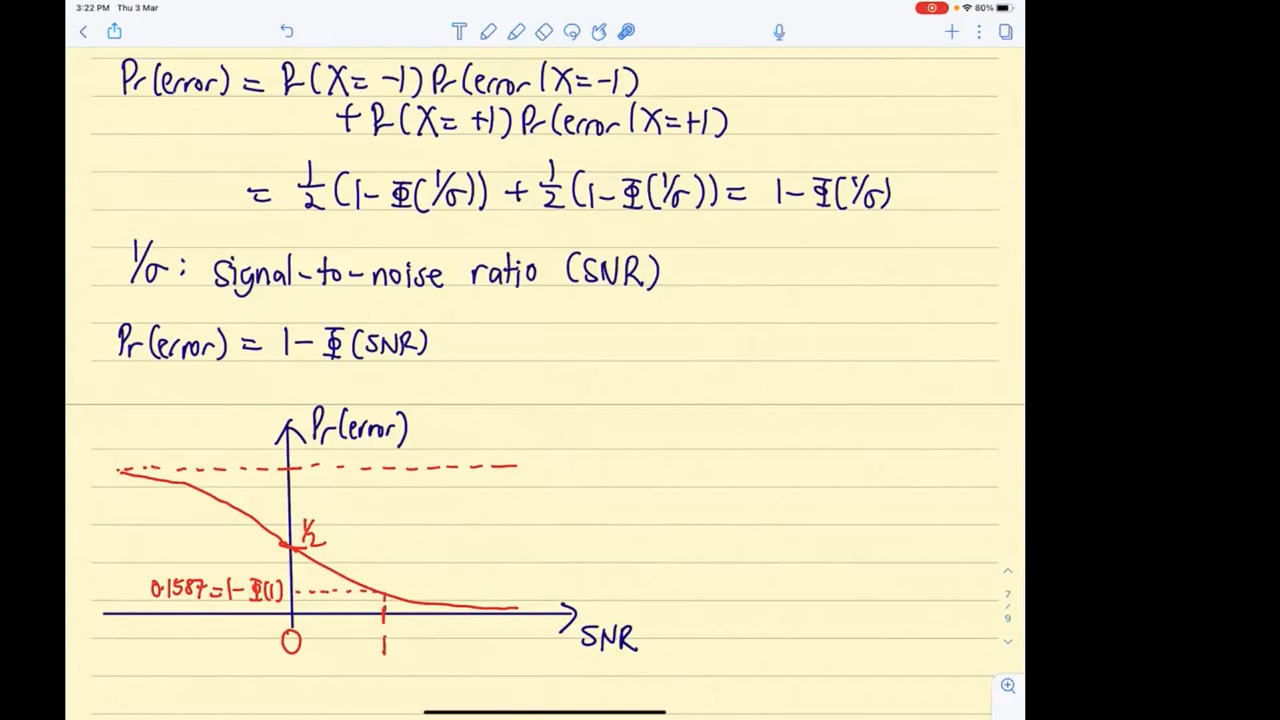 3:22 PM Thu 3 Mar
80%
Pr(error) = Pr(X= -1) Pr(error|X=-1)
+ Pr(X= +1) Pr(error|X=+1)
= 1/2 (1-Φ(1/σ)) + 1/2 (1-Φ(1/σ)) = 1-Φ(1/σ)
1/σ: signal-to-noise ratio (SNR)
Pr(error) = 1- Φ(SNR)
Pr(error)
1/2
0.1587=1-Φ(1)
0
1
SNR
7
/
9